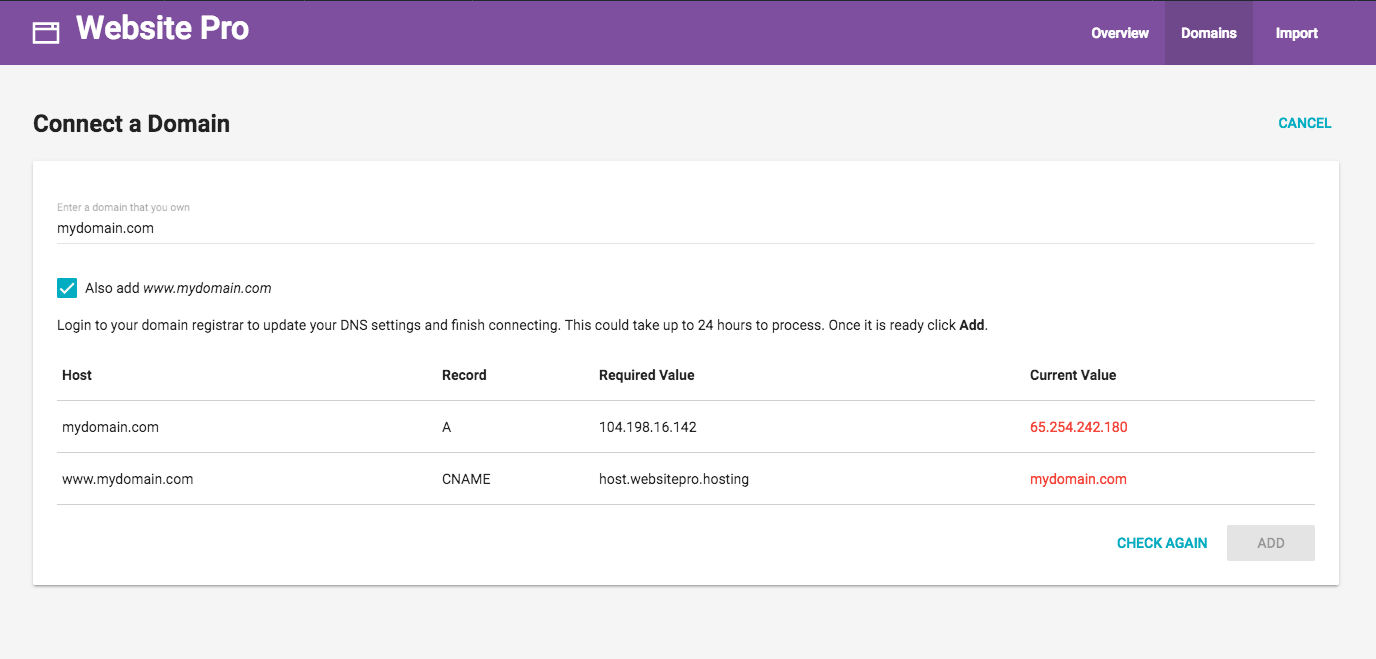 Website Pro
Overview Domains Import
Connect a Domain
CANCEL
Enter a domain that you own
mydomain.com
Also add www.mydomain.com
Login to your domain registrar to update your DNS settings and finish connecting. This could take up to 24 hours to process. Once it is ready click Add.
Host Record Required Value Current Value
mydomain.com A 104.198.16.142 65.254.242.180
www.mydomain.com CNAME host.websitepro.hosting mydomain.com
CHECK AGAIN ADD